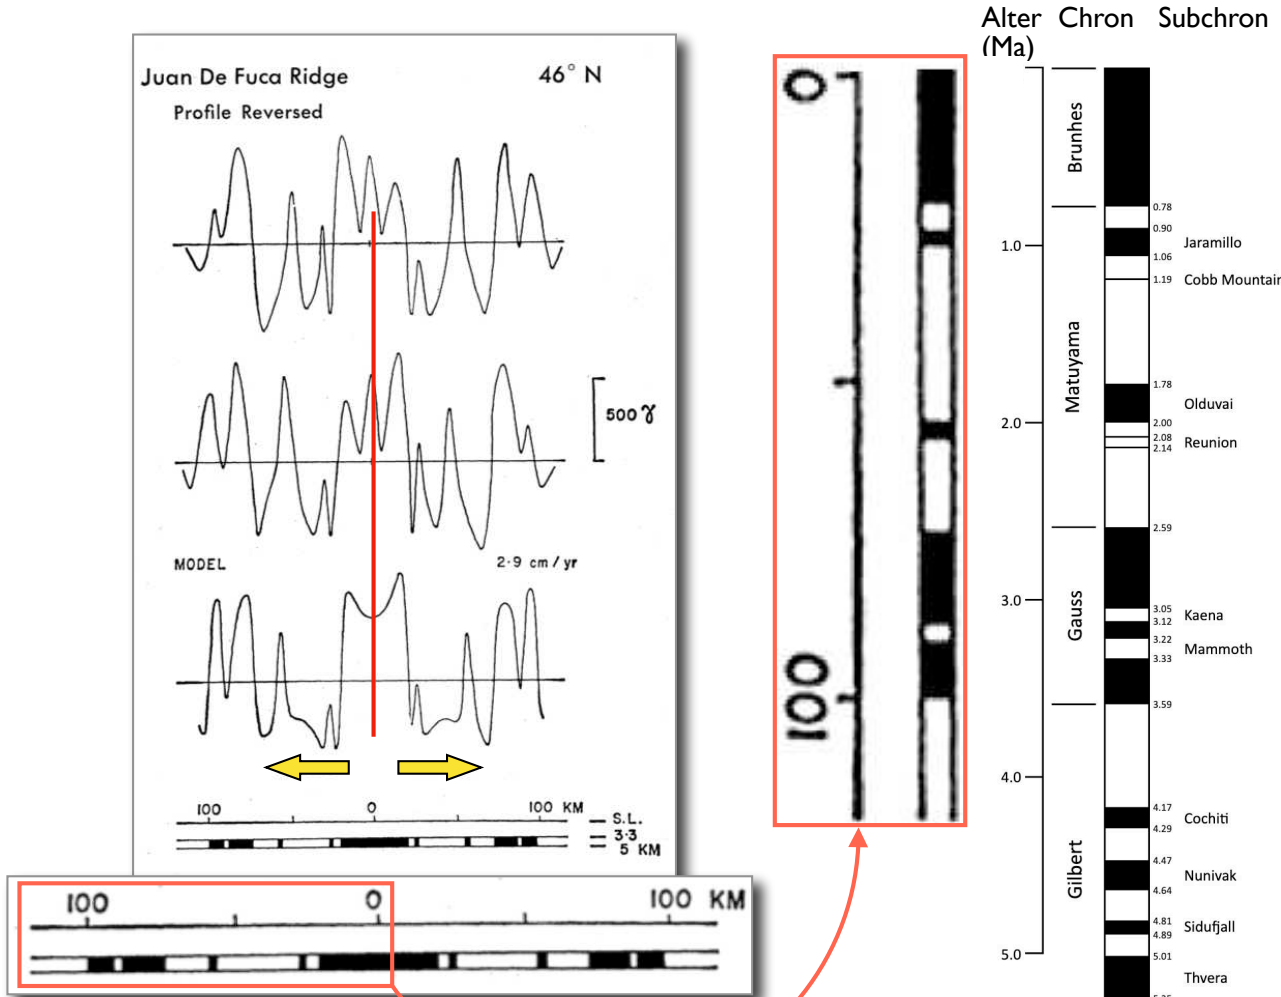 Juan De Fuca Ridge
46° N
Profile Reversed
500 γ
MODEL
2·9 cm/yr
100
0
100 KM
S.L.
3·3
5 KM
100
0
100 KM
0
100
Alter (Ma)
Chron
Subchron
1.0
2.0
3.0
4.0
5.0
Brunhes
Matuyama
Gauss
Gilbert
0.78
0.90
Jaramillo
1.06
1.19 Cobb Mountain
1.78
Olduvai
2.00
2.08
Reunion
2.14
2.59
3.05
Kaena
3.12
3.22
Mammoth
3.33
3.59
4.17
Cochiti
4.29
4.47
Nunivak
4.64
4.81
Sidufjall
4.89
5.01
Thvera